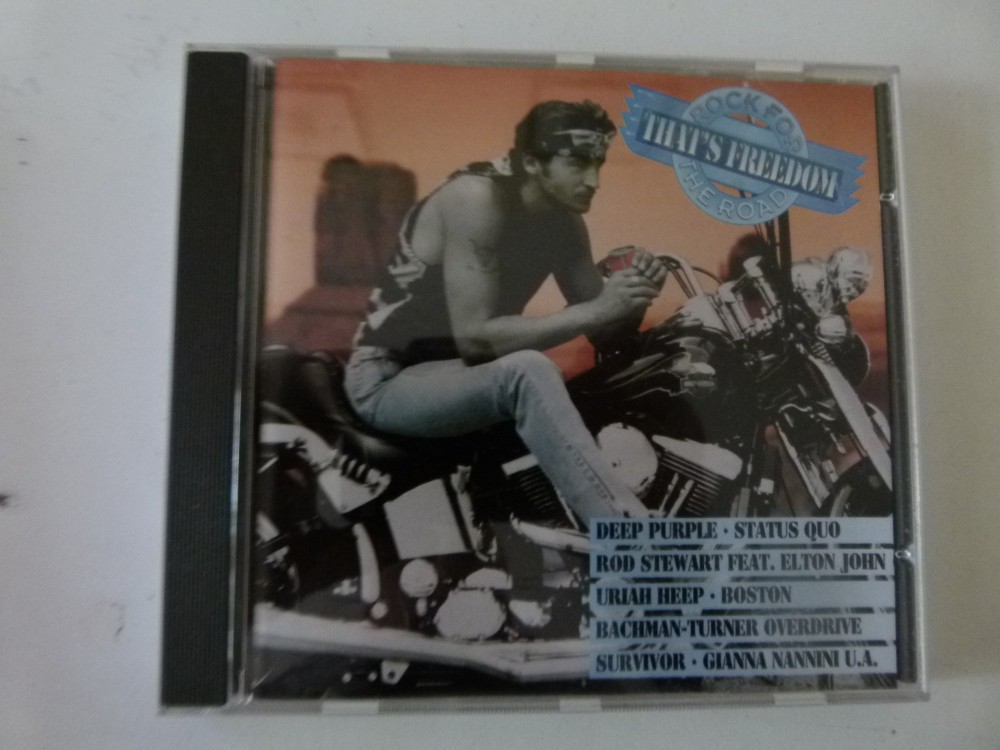 ROCK FOR
THAT'S FREEDOM
THE ROAD
DEEP PURPLE · STATUS QUO
ROD STEWART FEAT. ELTON JOHN
URIAH HEEP · BOSTON
BACHMAN-TURNER OVERDRIVE
SURVIVOR · GIANNA NANNINI U.A.